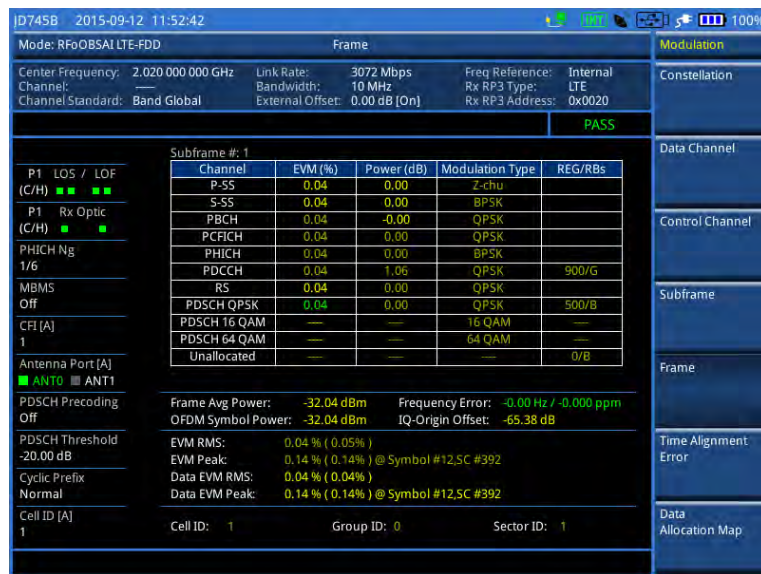 JD745B 2015-09-12 11:52:42 INT 100%
Mode: RFoOBSAI LTE-FDD Frame
Center Frequency: 2.020 000 000 GHz Link Rate: 3072 Mbps Freq Reference: Internal
Channel: ---- Bandwidth: 10 MHz Rx RP3 Type: LTE
Channel Standard: Band Global External Offset: 0.00 dB [On] Rx RP3 Address: 0x0020
PASS
Subframe #: 1
Channel EVM (%) Power (dB) Modulation Type REG/RBs
P-SS 0.04 0.00 Z-chu
S-SS 0.04 0.00 BPSK
PBCH 0.04 -0.00 QPSK
PCFICH 0.04 0.00 QPSK
PHICH 0.04 0.00 BPSK
PDCCH 0.04 1.06 QPSK 900/G
RS 0.04 0.00 QPSK
PDSCH QPSK 0.04 0.00 QPSK 500/B
PDSCH 16 QAM ---- ---- 16 QAM ----
PDSCH 64 QAM ---- ---- 64 QAM ----
Unallocated ---- ---- ---- 0/B
Frame Avg Power: -32.04 dBm Frequency Error: -0.00 Hz / -0.000 ppm
OFDM Symbol Power: -32.04 dBm IQ-Origin Offset: -65.38 dB
EVM RMS: 0.04 % ( 0.05% )
EVM Peak: 0.14 % ( 0.14% ) @ Symbol #12,SC #392
Data EVM RMS: 0.04 % ( 0.04% )
Data EVM Peak: 0.14 % ( 0.14% ) @ Symbol #12,SC #392
Cell ID: 1 Group ID: 0 Sector ID: 1
P1 LOS / LOF
(C/H)
P1 Rx Optic
(C/H)
PHICH Ng
1/6
MBMS
Off
CFI [A]
1
Antenna Port [A]
ANT0 ANT1
PDSCH Precoding
Off
PDSCH Threshold
-20.00 dB
Cyclic Prefix
Normal
Cell ID [A]
1
Modulation
Constellation
Data Channel
Control Channel
Subframe
Frame
Time Alignment
Error
Data
Allocation Map